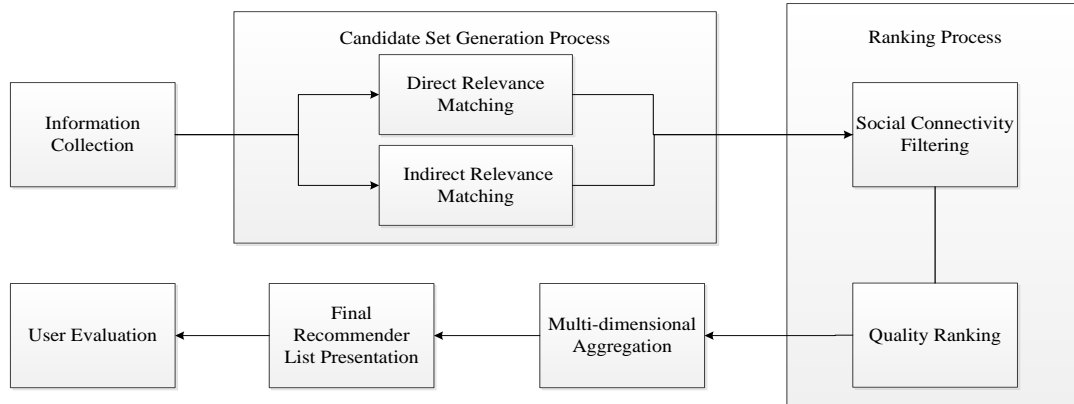 Candidate Set Generation Process
Ranking Process
Information
Collection
Direct Relevance
Matching
Indirect Relevance
Matching
Social Connectivity
Filtering
Quality Ranking
Multi-dimensional
Aggregation
Final
Recommender
List Presentation
User Evaluation